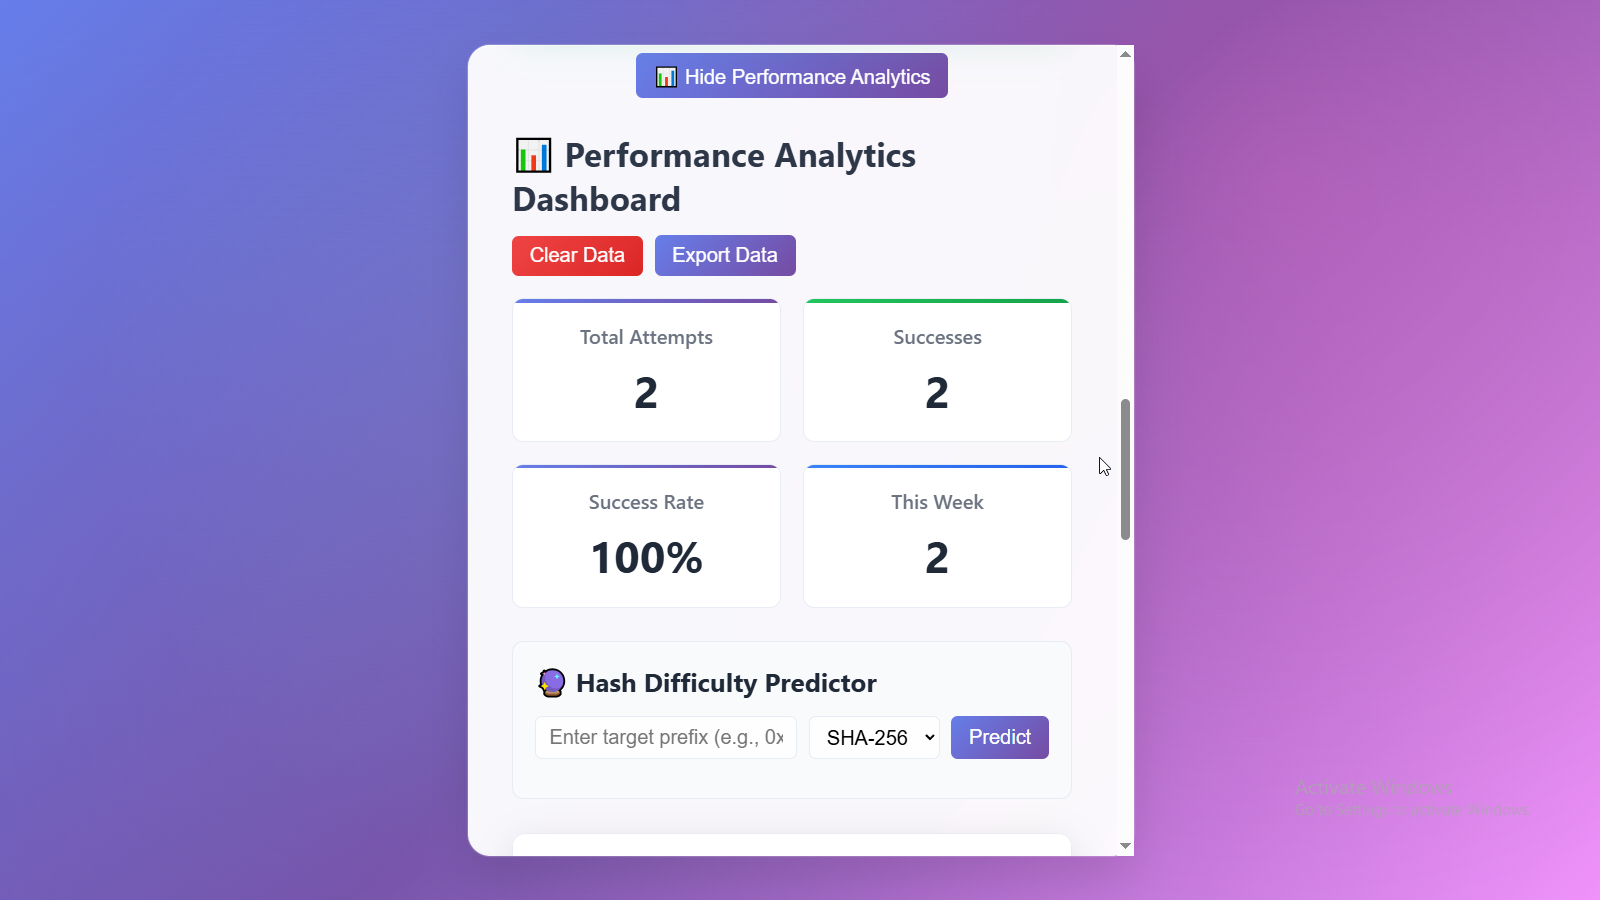 Hide Performance Analytics
Performance Analytics
Dashboard
Clear Data
Export Data
Total Attempts
2
Successes
2
Success Rate
100%
This Week
2
Hash Difficulty Predictor
Enter target prefix (e.g., 0x
SHA-256
Predict
Activate Windows
Go to Settings to activate Windows.